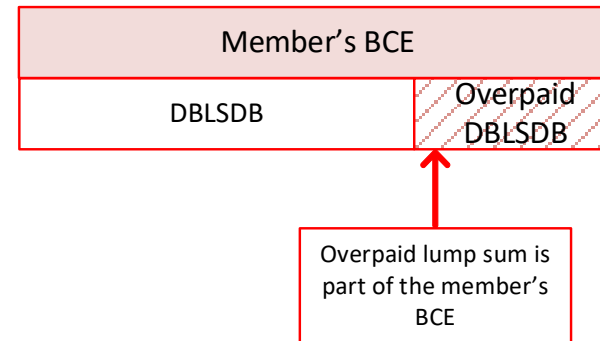 Member’s BCE
DBLSDB
Overpaid
DBLSDB
Overpaid lump sum is
part of the member’s
BCE